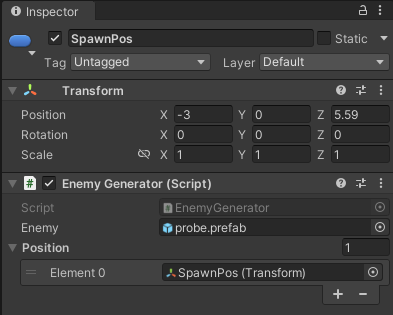 Inspector
SpawnPos Static
Tag Untagged Layer Default
Transform
Position X -3 Y 0 Z 5.59
Rotation X 0 Y 0 Z 0
Scale X 1 Y 1 Z 1
# Enemy Generator (Script)
Script # EnemyGenerator
Enemy probe.prefab
Position 1
Element 0 SpawnPos (Transform)
+ −